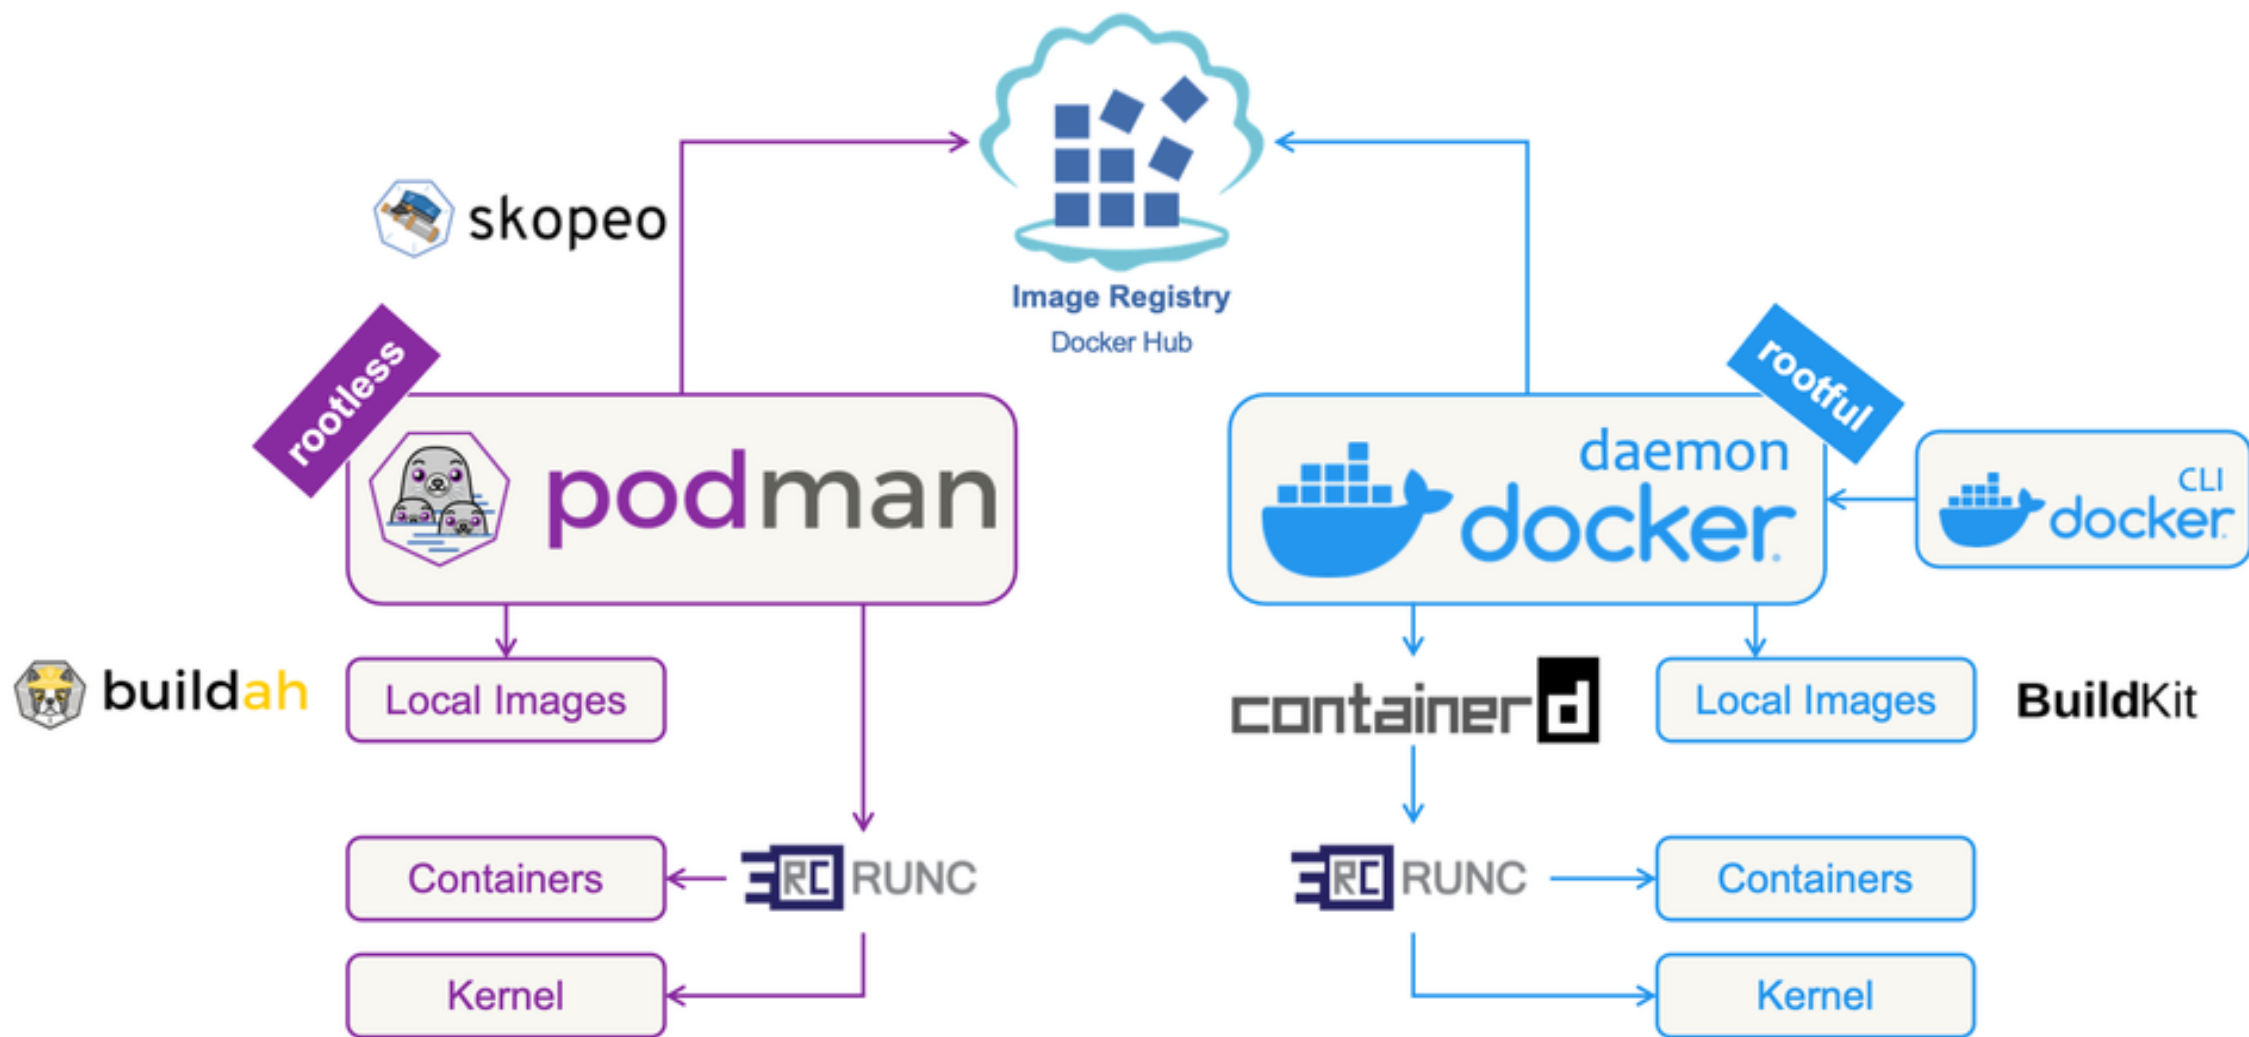 skopeo
Image Registry
Docker Hub
rootless
rootful
podman
daemon
docker
CLI
docker
buildah
Local Images
containerd
Local Images
BuildKit
Containers
RC RUNC
RC RUNC
Containers
Kernel
Kernel